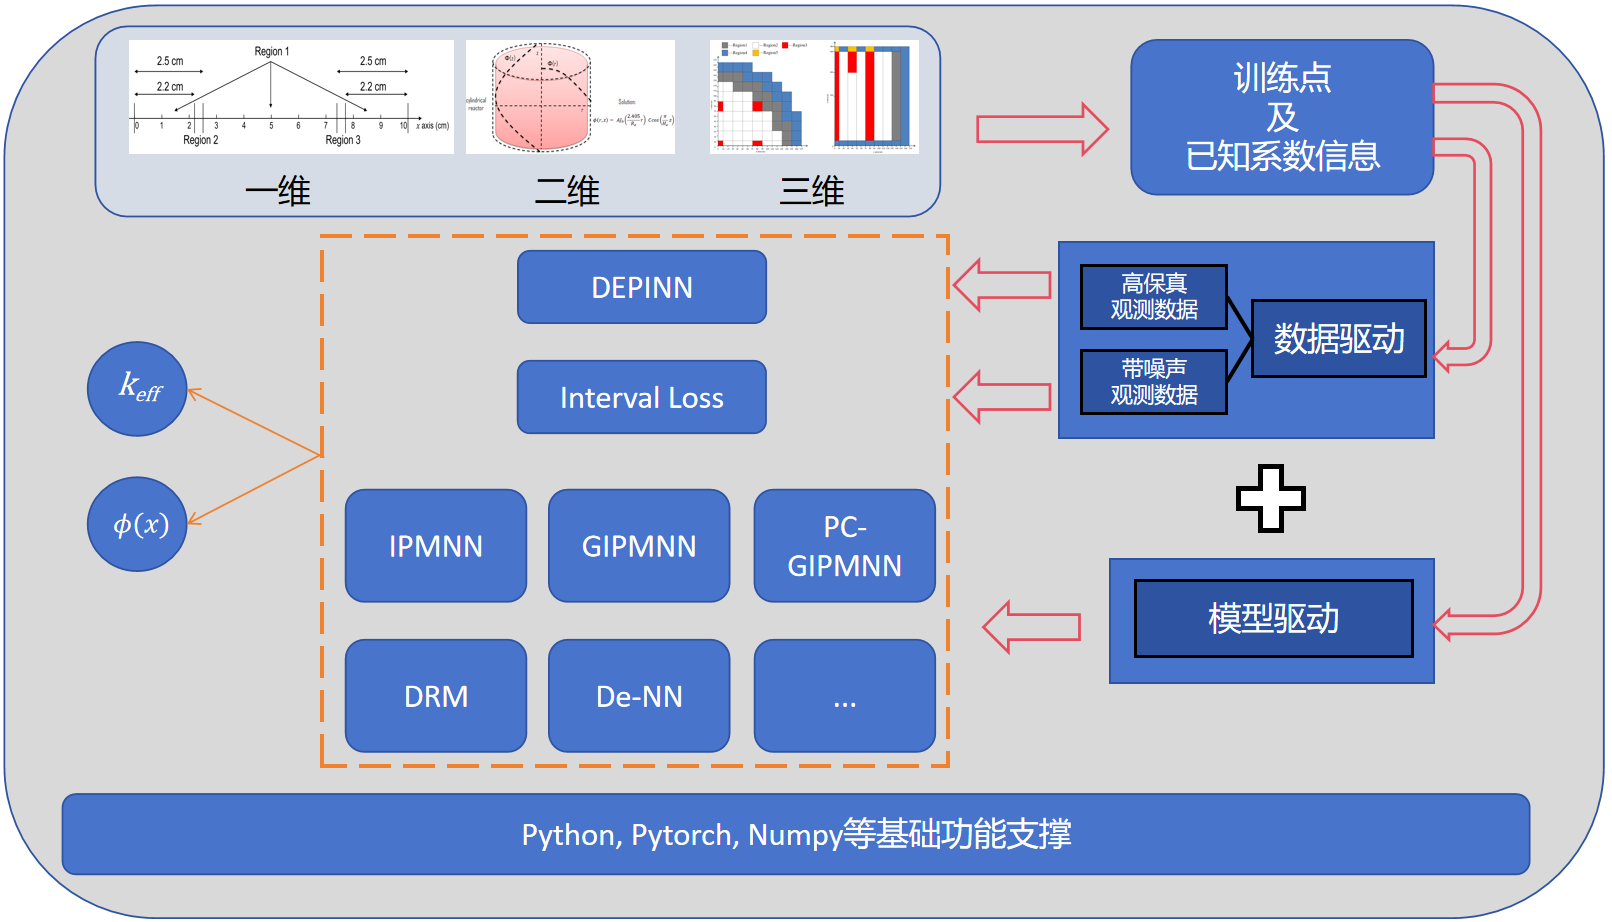 Region 1
2.5 cm
2.5 cm
2.2 cm
2.2 cm
0 1 2 3 4 5 6 7 8 9 10 x axis (cm)
Region 2
Region 3
一维
cylindrical
reactor
Solution:
二维
三维
训练点
及
已知系数信息
DEPINN
Interval Loss
IPMNN
GIPMNN
PC-
GIPMNN
DRM
De-NN
...
高保真
观测数据
带噪声
观测数据
数据驱动
模型驱动
k_eff
ϕ(x)
Python, Pytorch, Numpy等基础功能支撑